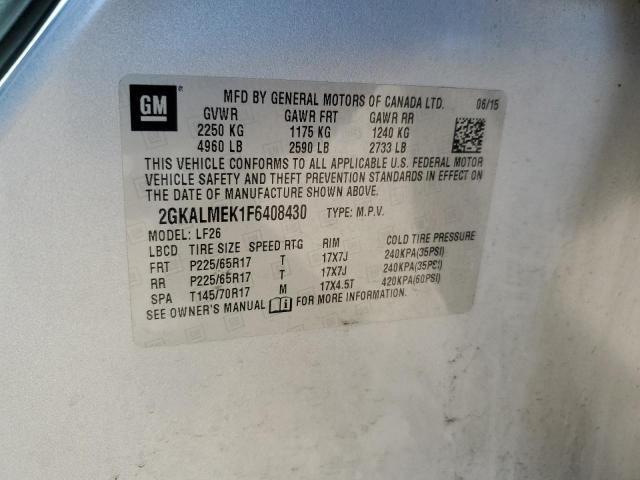 GM
MFD BY GENERAL MOTORS OF CANADA LTD. 06/15
GVWR GAWR FRT GAWR RR
2250 KG 1175 KG 1240 KG
4960 LB 2590 LB 2733 LB
THIS VEHICLE CONFORMS TO ALL APPLICABLE U.S. FEDERAL MOTOR
VEHICLE SAFETY AND THEFT PREVENTION STANDARDS IN EFFECT ON
THE DATE OF MANUFACTURE SHOWN ABOVE.
2GKALMEK1F6408430 TYPE: M.P.V.
MODEL: LF26
LBCD TIRE SIZE SPEED RTG RIM COLD TIRE PRESSURE
FRT P225/65R17 T 17X7J 240KPA(35PSI)
RR P225/65R17 T 17X7J 240KPA(35PSI)
SPA T145/70R17 M 17X4.5T 420KPA(60PSI)
SEE OWNER'S MANUAL FOR MORE INFORMATION.